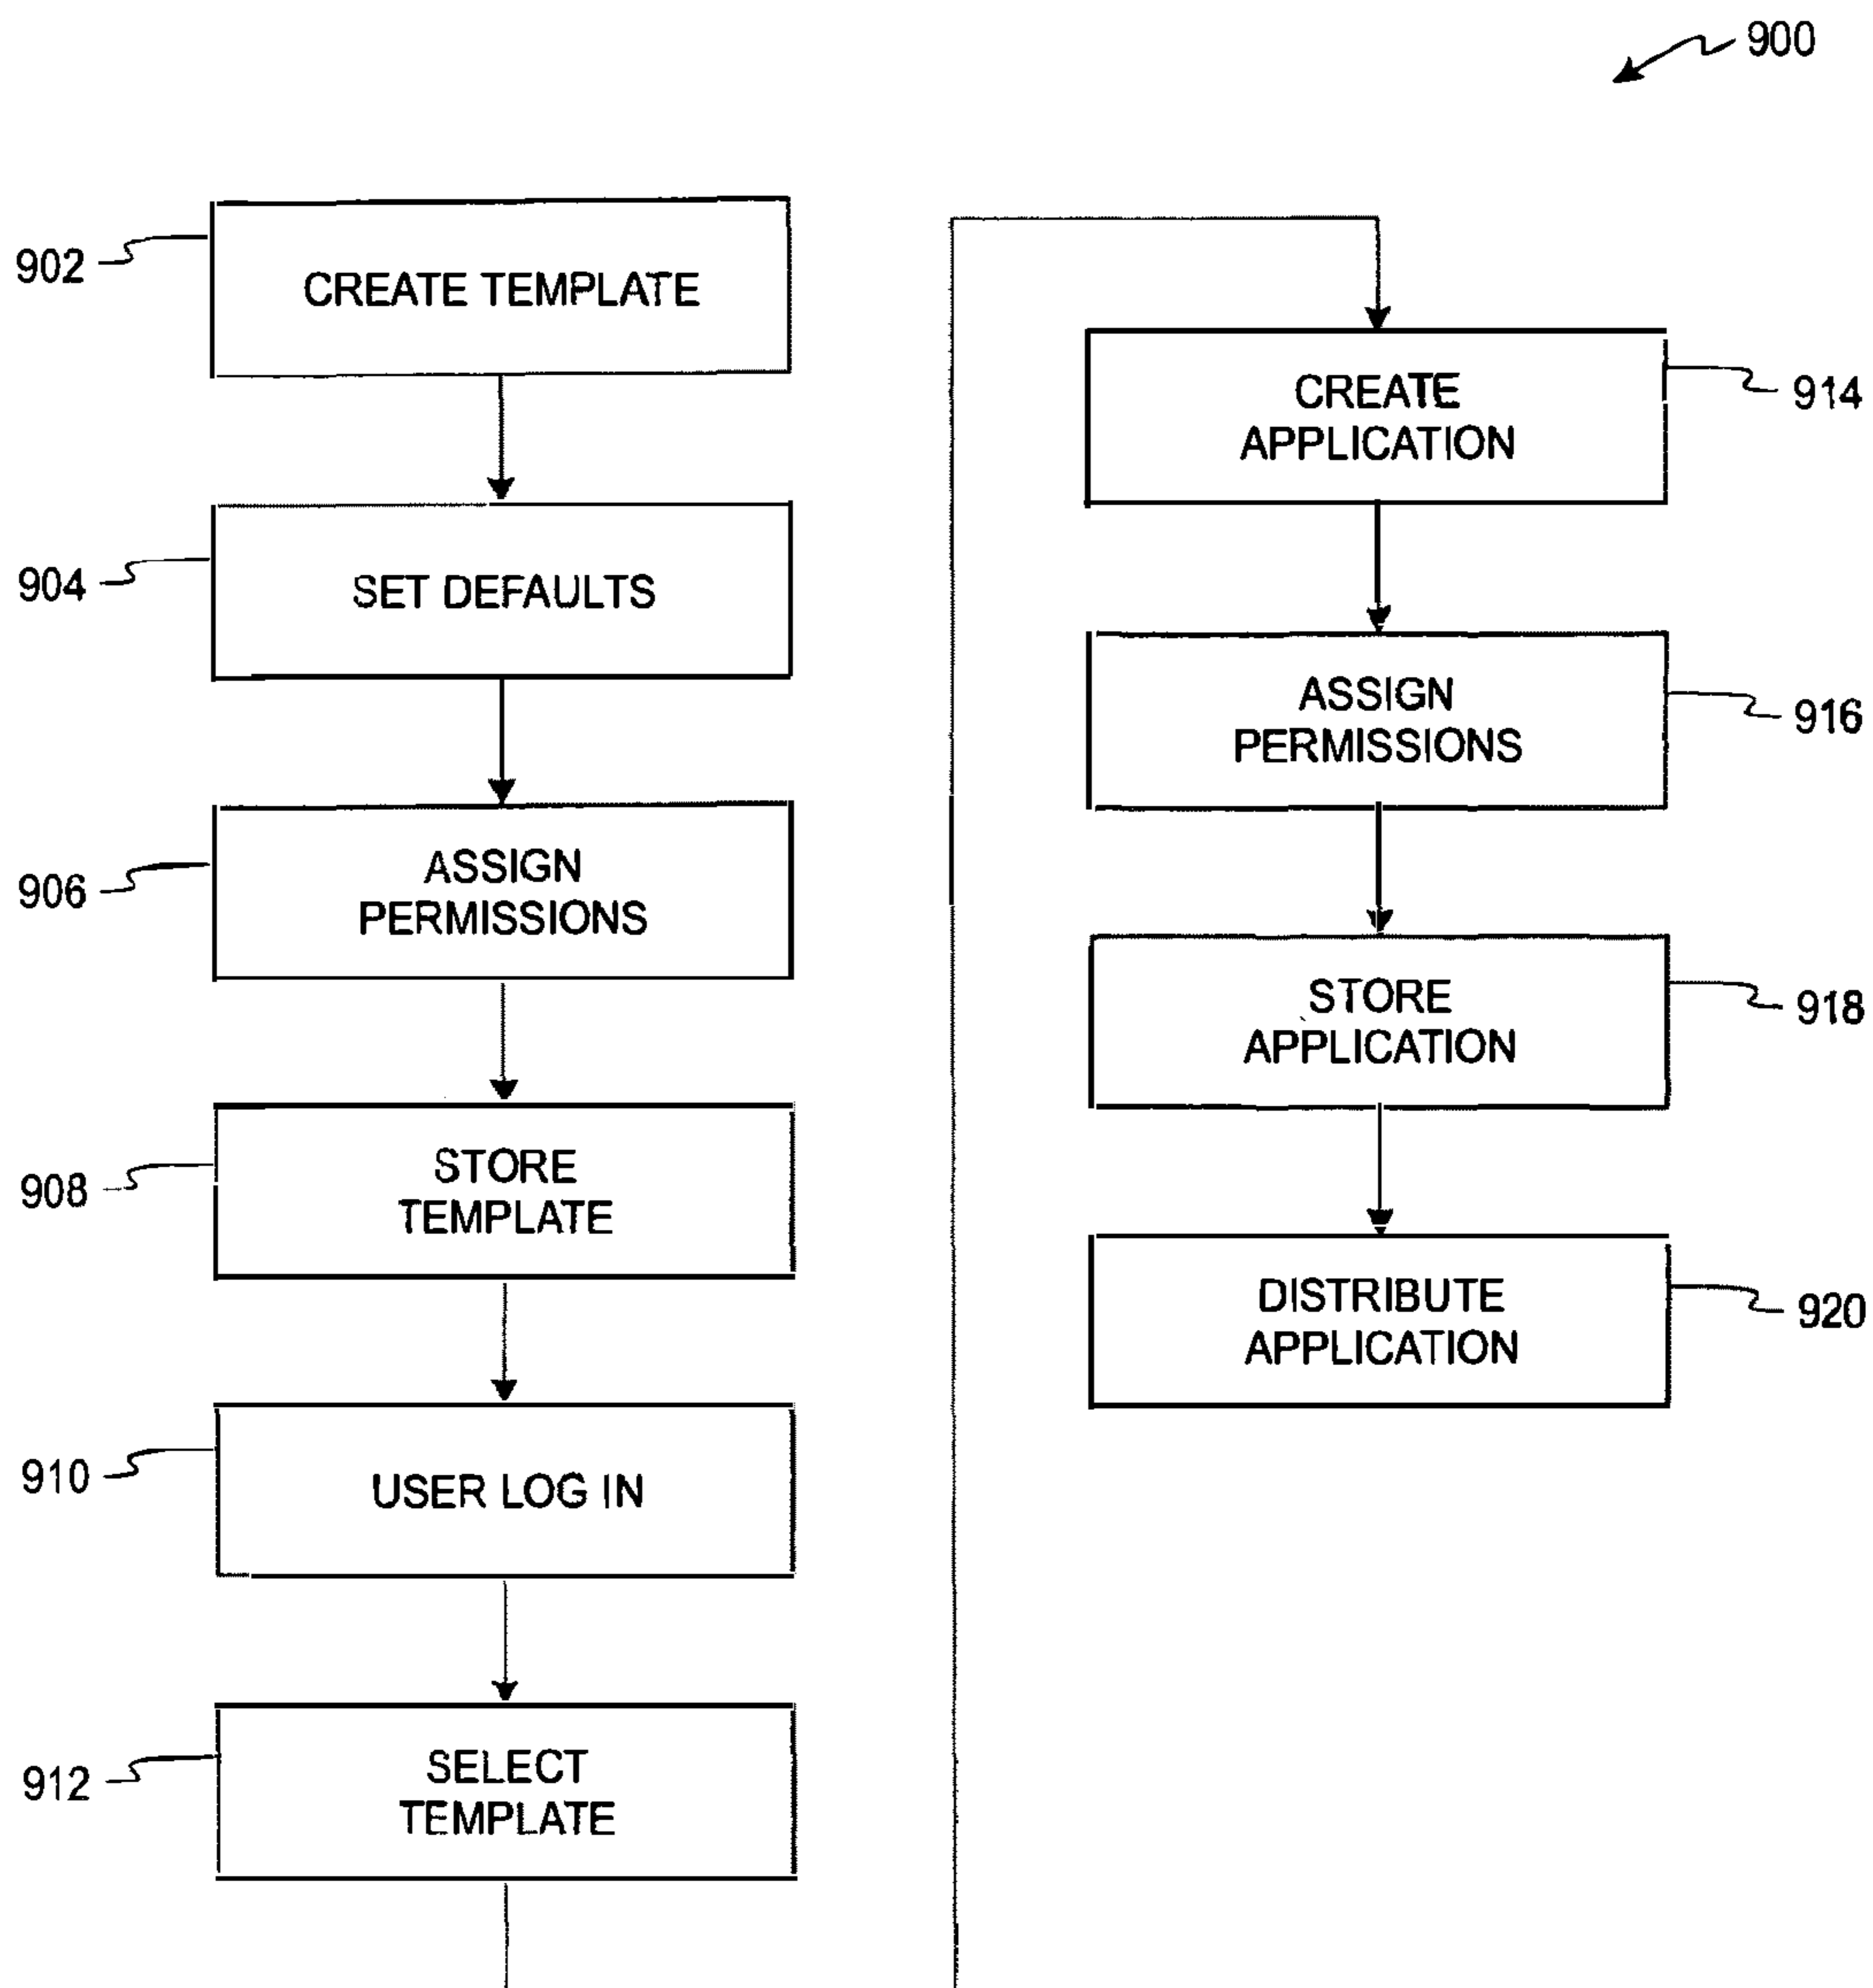 900
902
CREATE TEMPLATE
904
SET DEFAULTS
906
ASSIGN
PERMISSIONS
908
STORE
TEMPLATE
910
USER LOG IN
912
SELECT
TEMPLATE
CREATE
APPLICATION
914
ASSIGN
PERMISSIONS
916
STORE
APPLICATION
918
DISTRIBUTE
APPLICATION
920